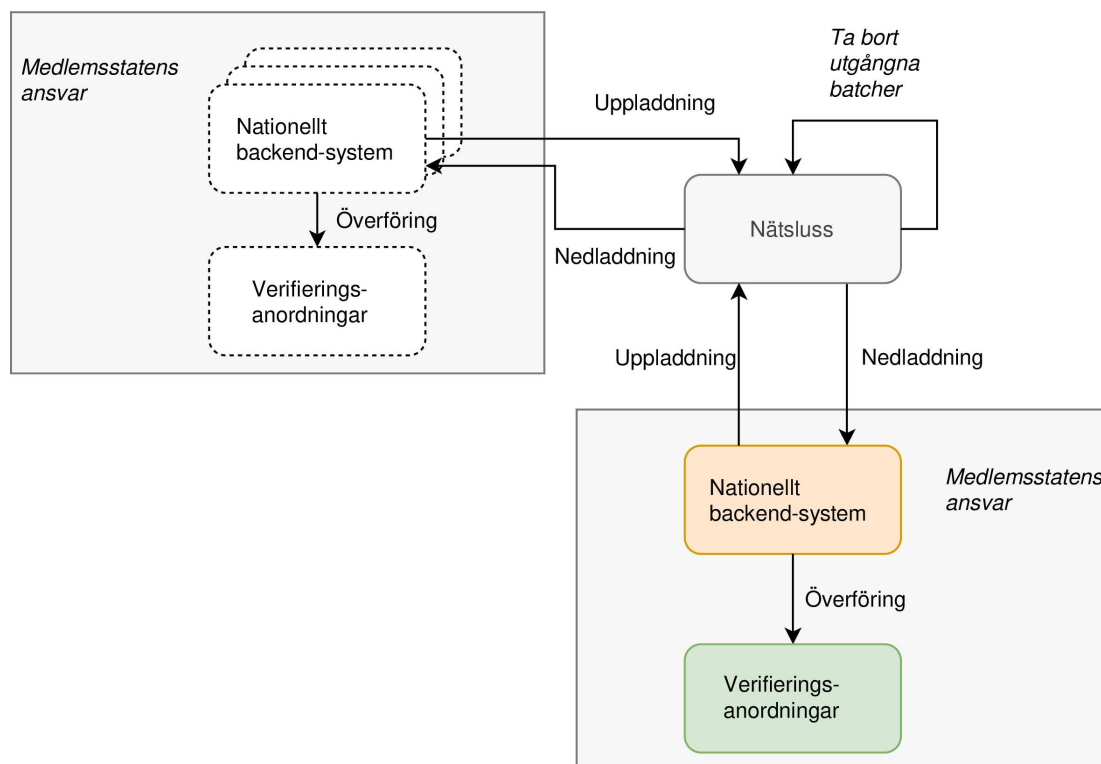 Medlemsstatens
ansvar
Nationellt
backend-system
Överföring
Verifierings-
anordningar
Uppladdning
Nedladdning
Ta bort
utgångna
batcher
Nätsluss
Uppladdning
Nedladdning
Nationellt
backend-system
Medlemsstatens
ansvar
Överföring
Verifierings-
anordningar